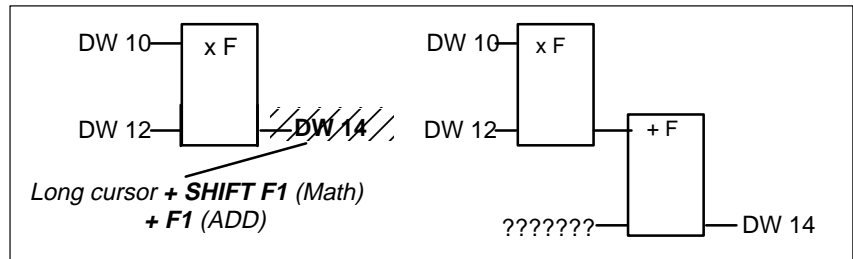 DW 10
x F
DW 12
DW 14
Long cursor + SHIFT F1 (Math)
+ F1 (ADD)
DW 10
x F
DW 12
+ F
???????
DW 14